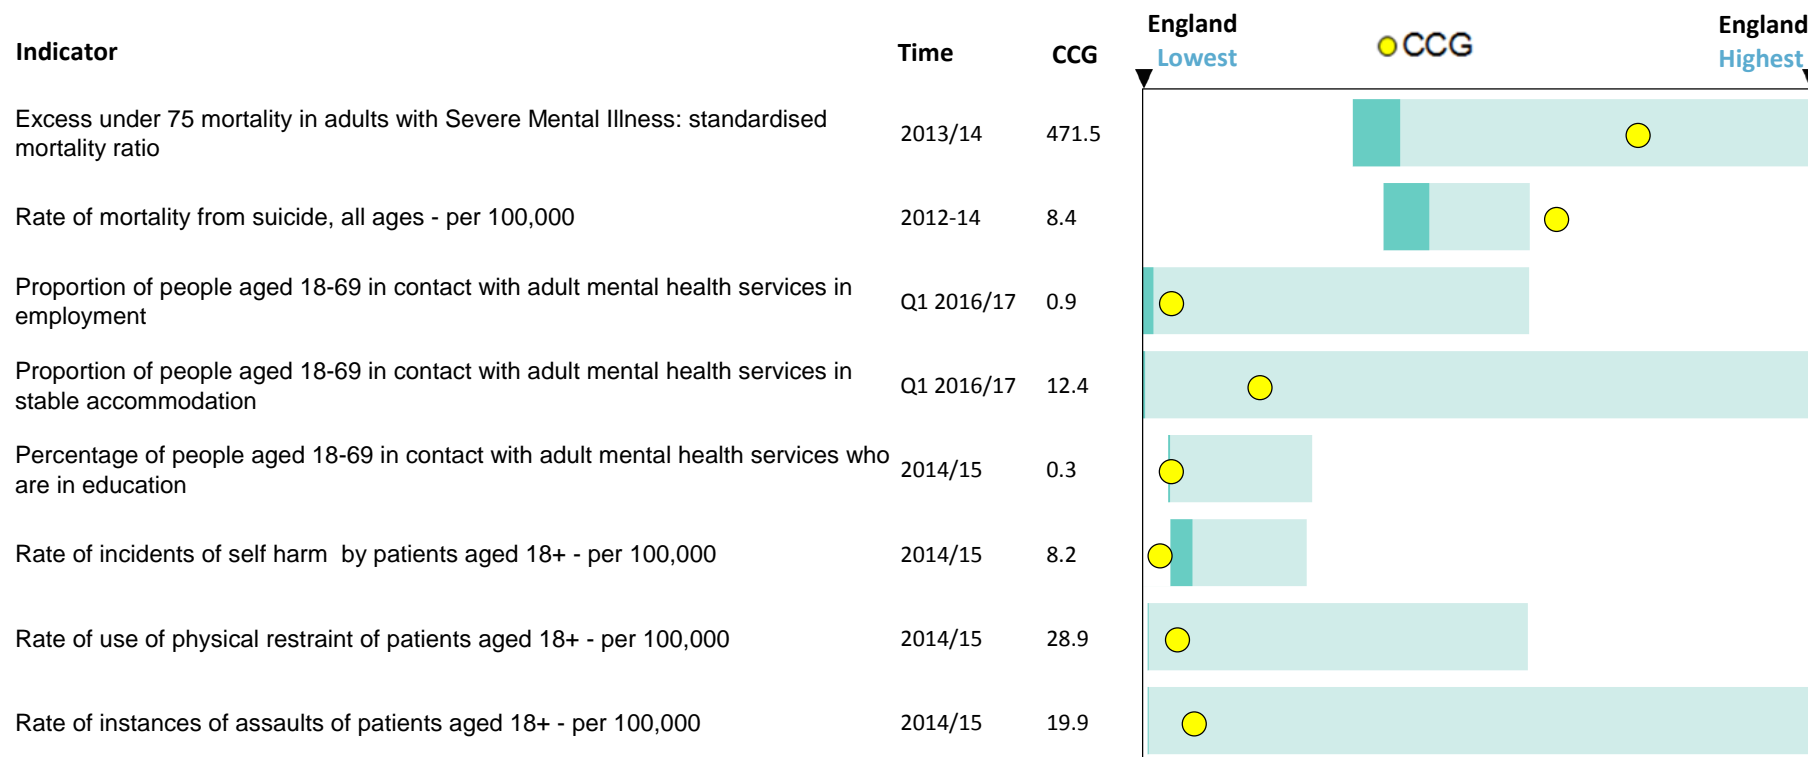 England
England
Indicator
Time
CCG
Lowest
CCG
Highest
Excess under 75 mortality in adults with Severe Mental Illness: standardised
mortality ratio
2013/14
471.5
Rate of mortality from suicide, all ages - per 100,000
2012-14
8.4
Proportion of people aged 18-69 in contact with adult mental health services in
employment
Q1 2016/17
0.9
Proportion of people aged 18-69 in contact with adult mental health services in
stable accommodation
Q1 2016/17
12.4
Percentage of people aged 18-69 in contact with adult mental health services who
are in education
2014/15
0.3
Rate of incidents of self harm  by patients aged 18+ - per 100,000
2014/15
8.2
Rate of use of physical restraint of patients aged 18+ - per 100,000
2014/15
28.9
Rate of instances of assaults of patients aged 18+ - per 100,000
2014/15
19.9